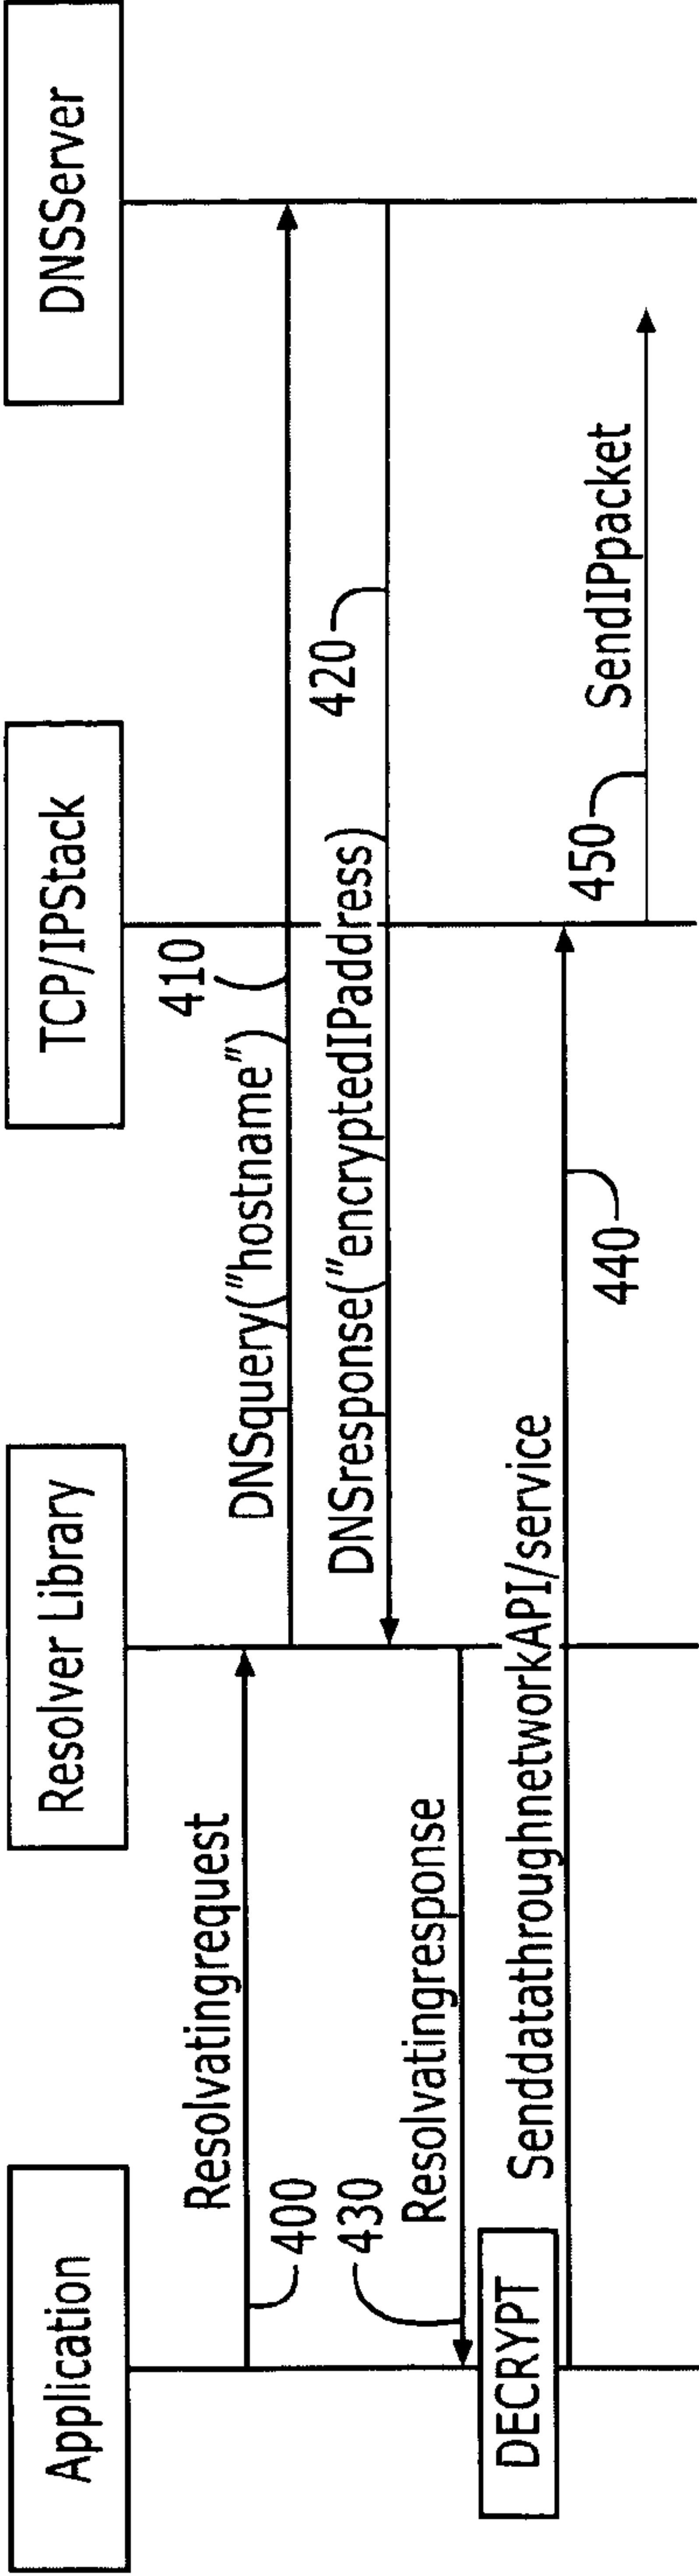 Application
Resolver Library
TCP/IPStack
DNSServer
Resolvatingrequest
400
DNSquery("hostname")
410
DNSresponse("encryptedIPaddress)
420
Resolvatingresponse
430
DECRYPT
SenddatathroughnetworkAPI/service
440
SendIPpacket
450